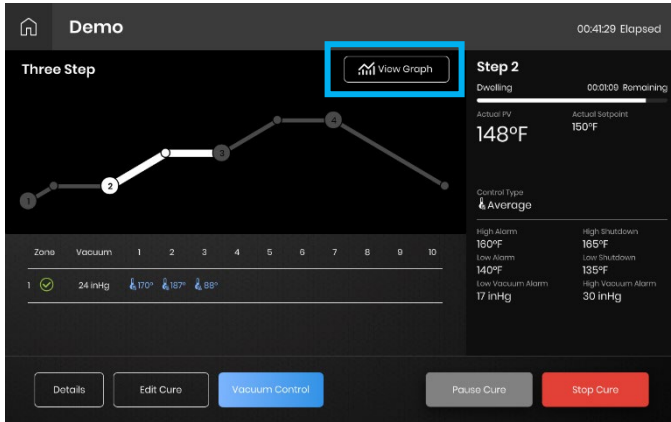 Demo
00:41:29 Elapsed
Three Step
View Graph
1
2
3
4
Zone Vacuum 1 2 3 4 5 6 7 8 9 10
1 24 inHg 170° 187° 88°
Step 2
Dwelling 00:01:09 Remaining
Actual PV Actual Setpoint
148°F 150°F
Control Type
Average
High Alarm High Shutdown
160°F 165°F
Low Alarm Low Shutdown
140°F 135°F
Low Vacuum Alarm High Vacuum Alarm
17 inHg 30 inHg
Details Edit Cure Vacuum Control Pause Cure Stop Cure